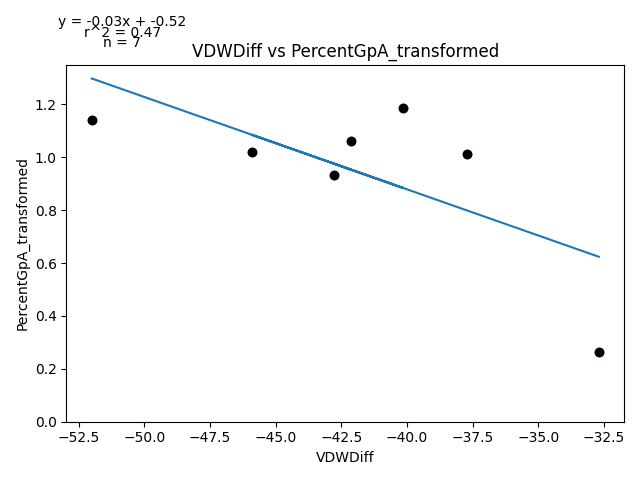 y = -0.03x + -0.52
r^2 = 0.47
n = 7
VDWDiff vs PercentGpA_transformed
PercentGpA_transformed
1.2
1.0
0.8
0.6
0.4
0.2
0.0
−52.5 −50.0 −47.5 −45.0 −42.5 −40.0 −37.5 −35.0 −32.5
VDWDiff